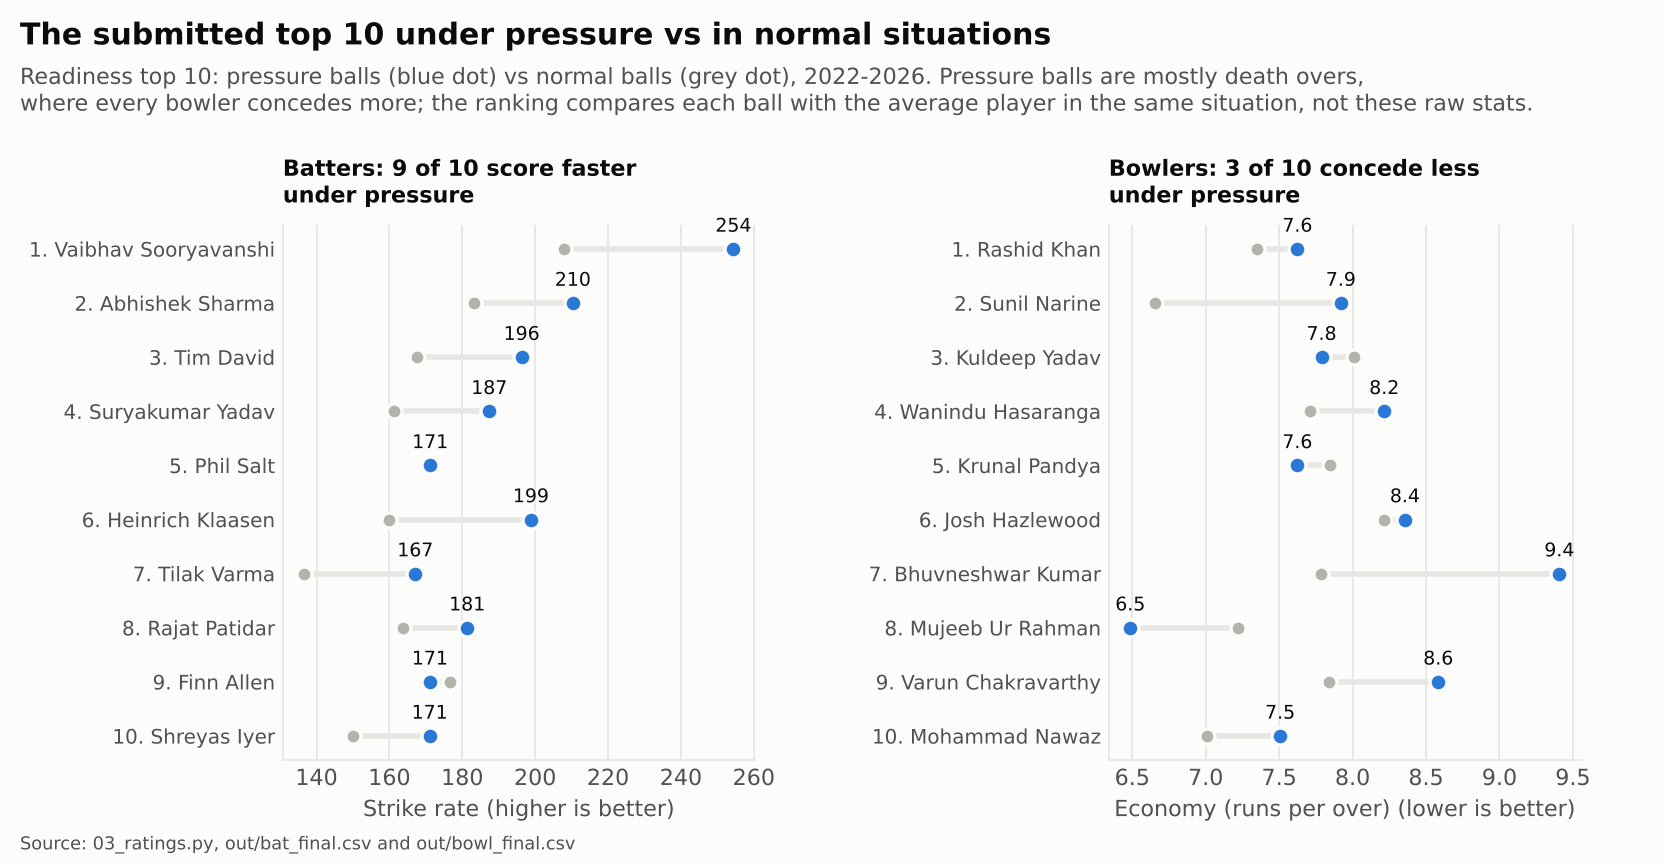 The submitted top 10 under pressure vs in normal situations
Readiness top 10: pressure balls (blue dot) vs normal balls (grey dot), 2022-2026. Pressure balls are mostly death overs,
where every bowler concedes more; the ranking compares each ball with the average player in the same situation, not these raw stats.
Batters: 9 of 10 score faster
under pressure
254
1. Vaibhav Sooryavanshi
210
2. Abhishek Sharma
196
3. Tim David
187
4. Suryakumar Yadav
171
5. Phil Salt
199
6. Heinrich Klaasen
167
7. Tilak Varma
181
8. Rajat Patidar
171
9. Finn Allen
171
10. Shreyas Iyer
140 160 180 200 220 240 260
Strike rate (higher is better)
Bowlers: 3 of 10 concede less
under pressure
7.6
1. Rashid Khan
7.9
2. Sunil Narine
7.8
3. Kuldeep Yadav
8.2
4. Wanindu Hasaranga
7.6
5. Krunal Pandya
8.4
6. Josh Hazlewood
9.4
7. Bhuvneshwar Kumar
6.5
8. Mujeeb Ur Rahman
8.6
9. Varun Chakravarthy
7.5
10. Mohammad Nawaz
6.5 7.0 7.5 8.0 8.5 9.0 9.5
Economy (runs per over) (lower is better)
Source: 03_ratings.py, out/bat_final.csv and out/bowl_final.csv